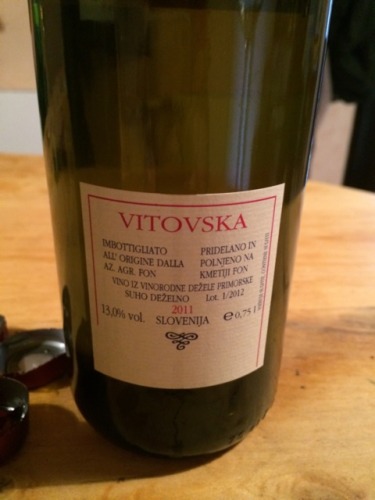 VITOVSKA
IMBOTTIGLIATO
ALL' ORIGINE DALLA
AZ. AGR. FON
PRIDELANO IN
POLNJENO NA
KMETIJI FON
VINO IZ VINORODNE DEŽELE PRIMORSKE
SUHO DEŽELNO Lot. 1/2012
2011
13,0% vol. SLOVENIJA ℮ 0,75 l